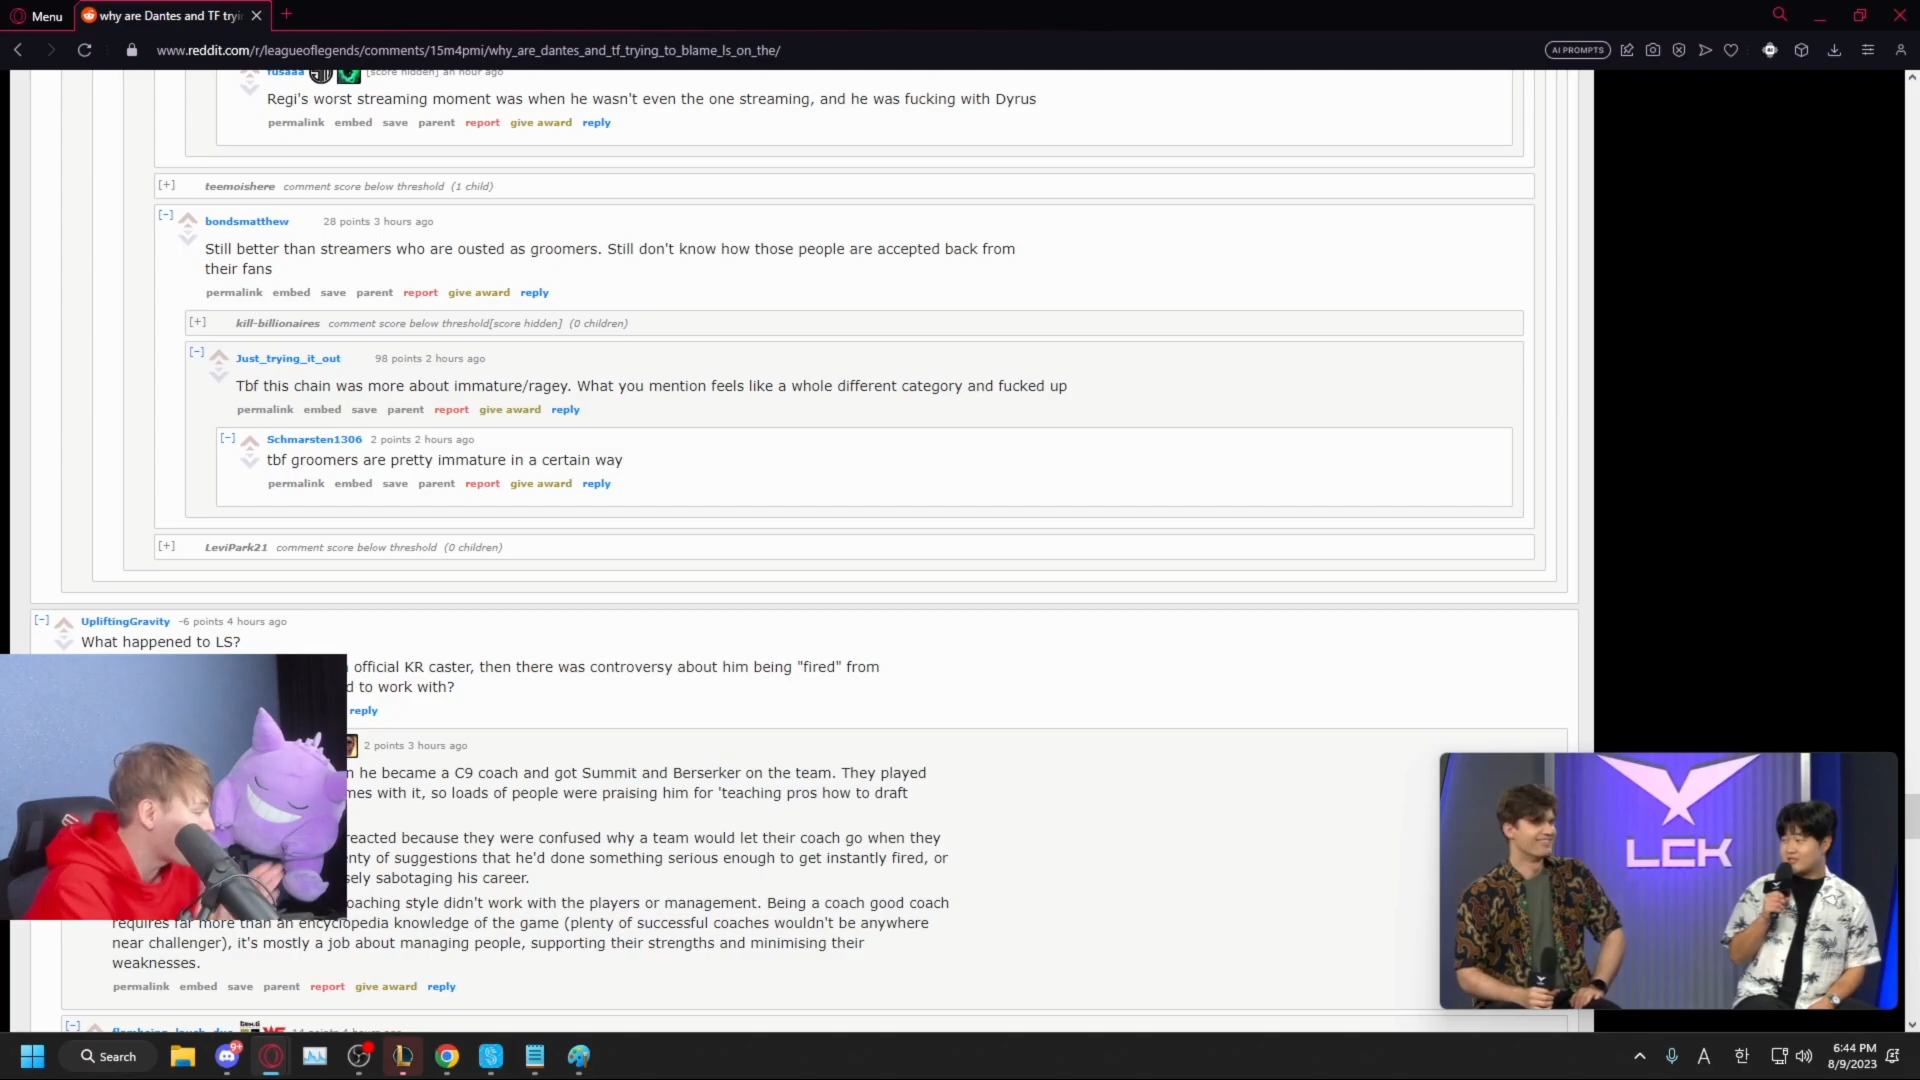 Menu
why are Dantes and TF tryin
www.reddit.com/r/leagueoflegends/comments/15m4pmi/why_are_dantes_and_tf_trying_to_blame_ls_on_the/
AI PROMPTS
fusaaa [score hidden] an hour ago
Regi's worst streaming moment was when he wasn't even the one streaming, and he was fucking with Dyrus
permalink embed save parent report give award reply
[+] teemoishere comment score below threshold (1 child)
[-] bondsmatthew 28 points 3 hours ago
Still better than streamers who are ousted as groomers. Still don't know how those people are accepted back from
their fans
permalink embed save parent report give award reply
[+] kill-billionaires comment score below threshold[score hidden] (0 children)
[-] Just_trying_it_out 98 points 2 hours ago
Tbf this chain was more about immature/ragey. What you mention feels like a whole different category and fucked up
permalink embed save parent report give award reply
[-] Schmarsten1306 2 points 2 hours ago
tbf groomers are pretty immature in a certain way
permalink embed save parent report give award reply
[+] LeviPark21 comment score below threshold (0 children)
[-] UpliftingGravity -6 points 4 hours ago
What happened to LS?
official KR caster, then there was controversy about him being "fired" from
d to work with?
reply
2 points 3 hours ago
he became a C9 coach and got Summit and Berserker on the team. They played
mes with it, so loads of people were praising him for 'teaching pros how to draft
reacted because they were confused why a team would let their coach go when they
enty of suggestions that he'd done something serious enough to get instantly fired, or
sely sabotaging his career.
oaching style didn't work with the players or management. Being a coach good coach
requires far more than an encyclopedia knowledge of the game (plenty of successful coaches wouldn't be anywhere
near challenger), it's mostly a job about managing people, supporting their strengths and minimising their
weaknesses.
permalink embed save parent report give award reply
[-]
LCK
Search
9+
A
한
6:44 PM
8/9/2023